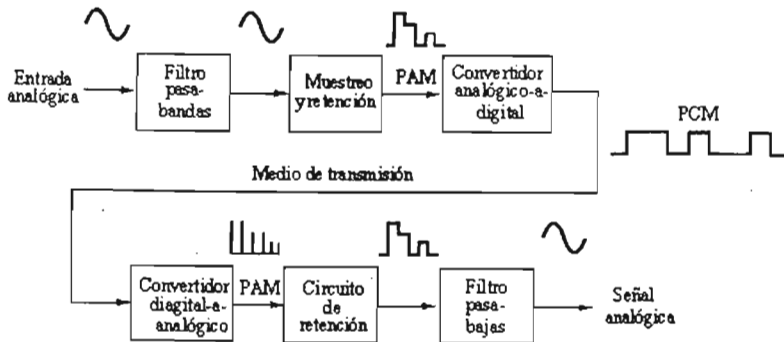 Entrada
analógica
Filtro
pasa-
bandas
Muestreo
y retención
PAM
Convertidor
analógico-a-
digital
PCM
Medio de transmisión
Convertidor
diagital-a-
analógico
PAM
Circuito
de
retención
Filtro
pasa-
bajas
Señal
analógica